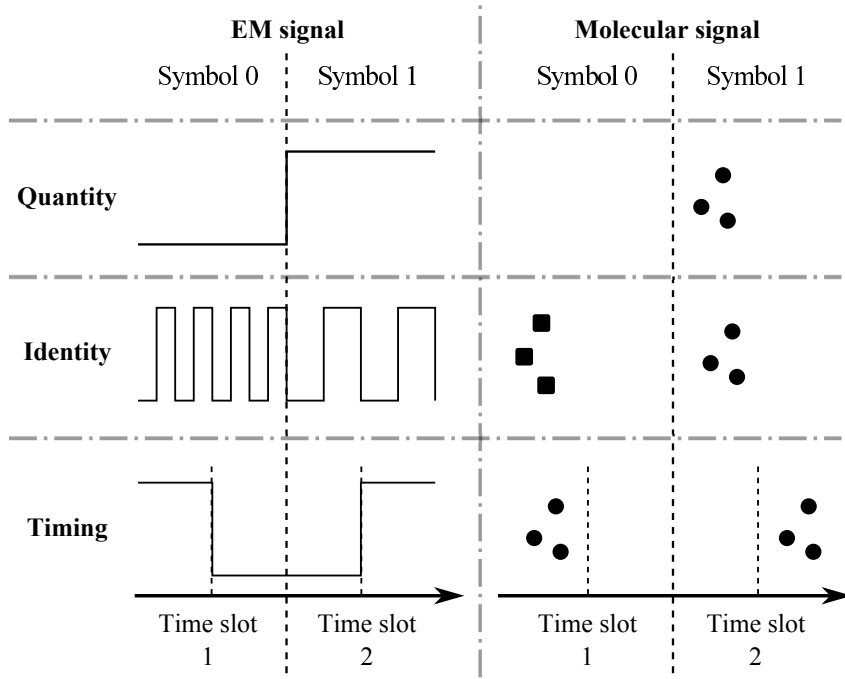 EM signal
Molecular signal
Symbol 0
Symbol 1
Symbol 0
Symbol 1
Quantity
Identity
Timing
Time slot
1
Time slot
2
Time slot
1
Time slot
2